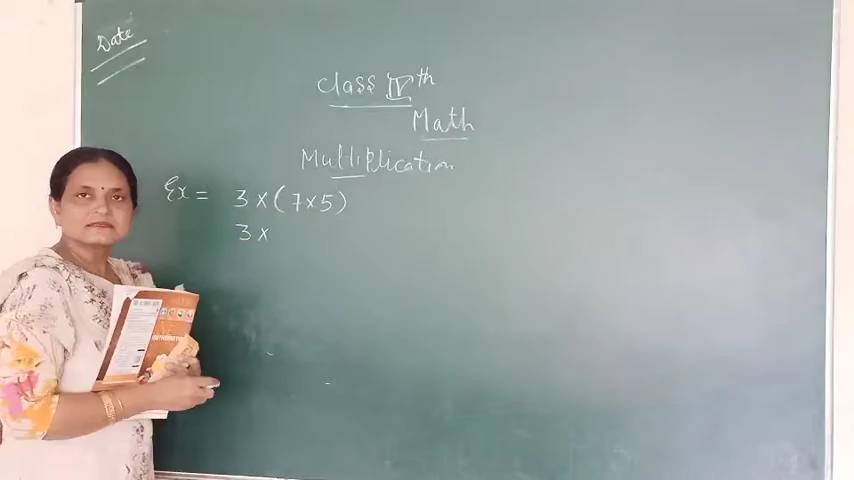 Date
Class IVth
Math
Multiplication
Ex = 3 x (7 x 5)
3 x